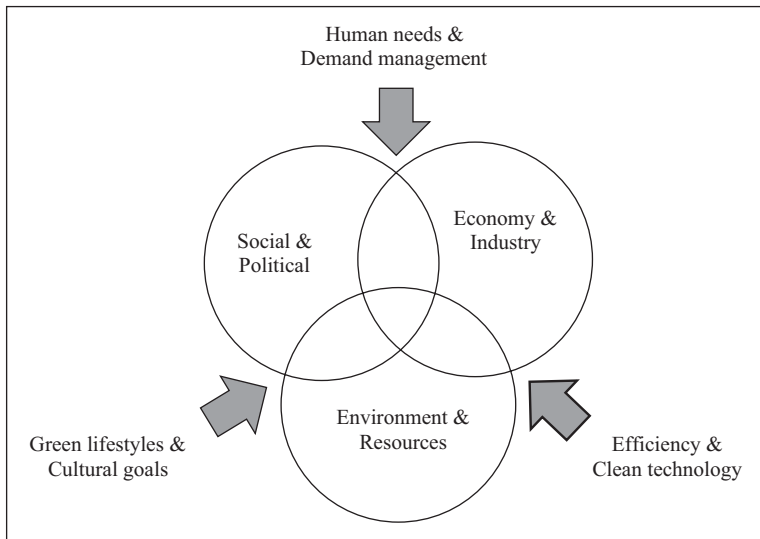 Human needs &
Demand management
Social &
Political
Economy &
Industry
Environment &
Resources
Green lifestyles &
Cultural goals
Efficiency &
Clean technology